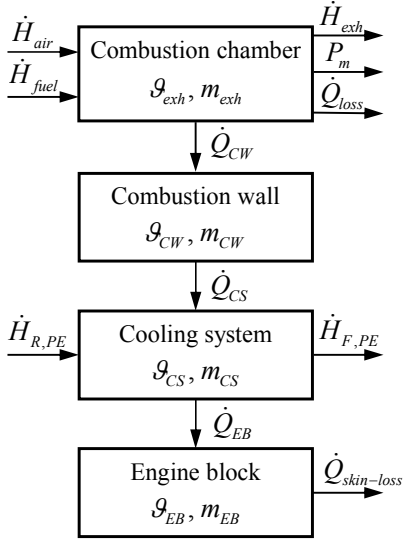 Ḣ_air
Ḣ_fuel
Combustion chamber
ϑ_exh, m_exh
Ḣ_exh
P_m
Q̇_loss
Q̇_CW
Combustion wall
ϑ_CW, m_CW
Q̇_CS
Ḣ_R,PE
Cooling system
ϑ_CS, m_CS
Ḣ_F,PE
Q̇_EB
Engine block
ϑ_EB, m_EB
Q̇_skin−loss